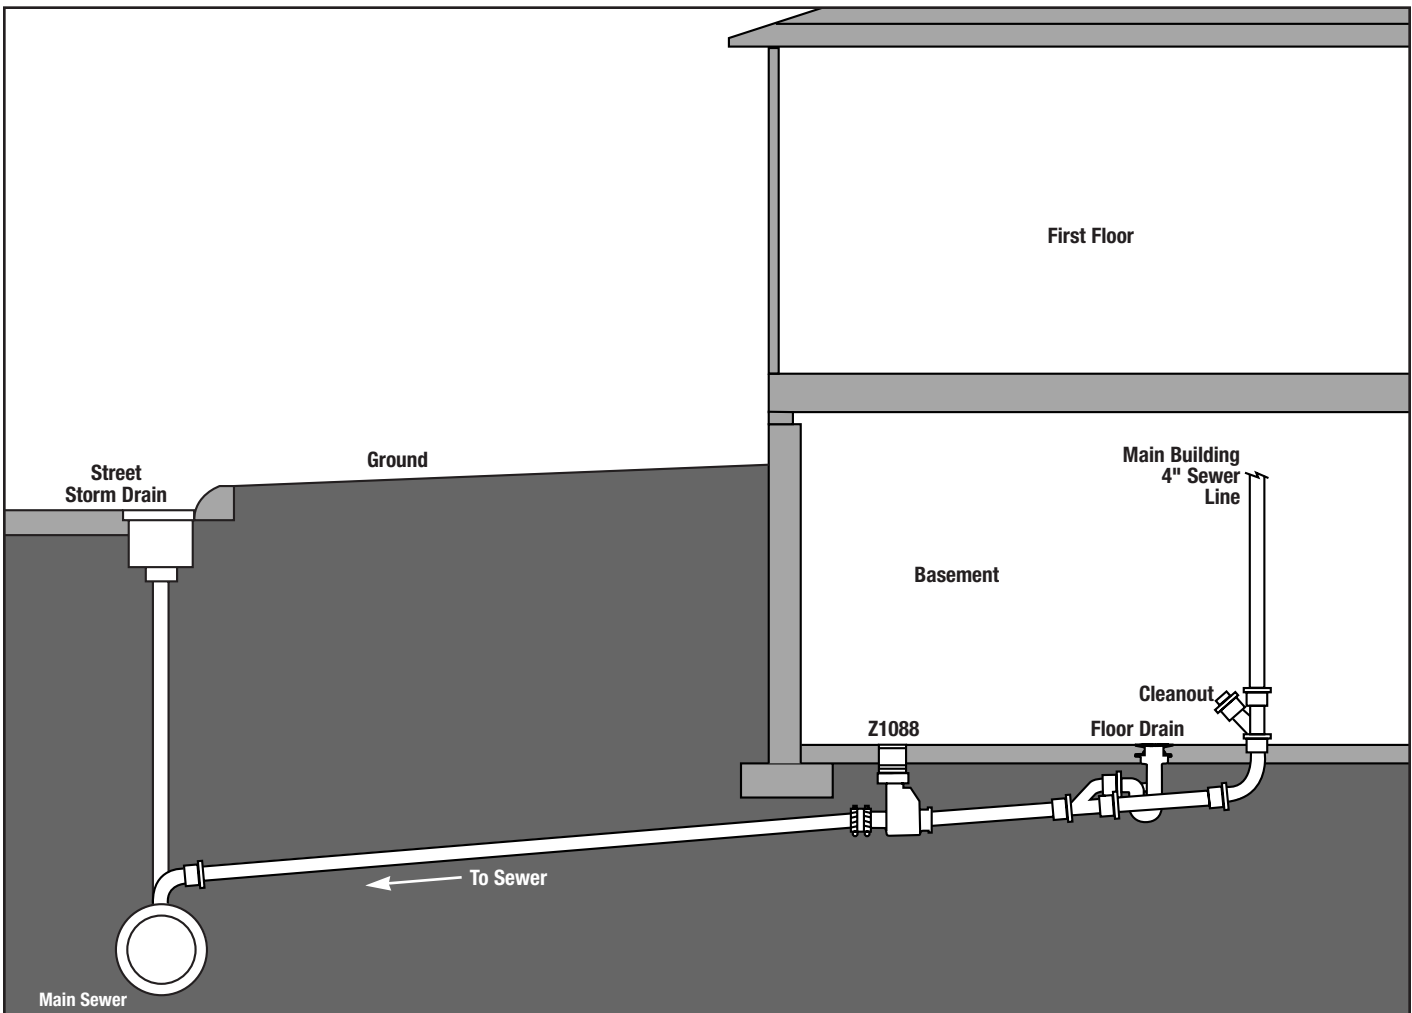 First Floor
Ground
Street
Storm Drain
Main Building
4" Sewer
Line
Basement
Cleanout
Z1088
Floor Drain
To Sewer
Main Sewer